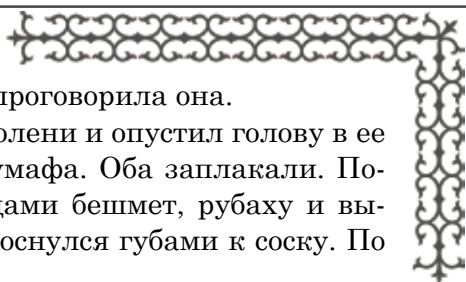 проговорила она.
олени и опустил голову в ее
умафа. Оба заплакали. По-
дами бешмет, рубаху и вы-
оснулся губами к соску. По